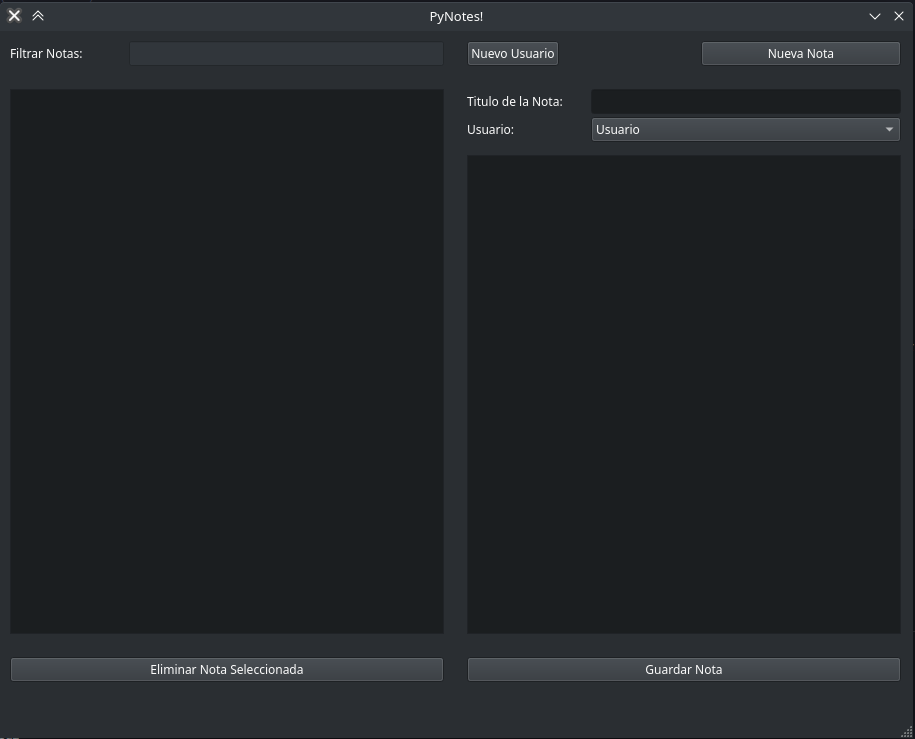 PyNotes!
Filtrar Notas:
Nuevo Usuario
Nueva Nota
Titulo de la Nota:
Usuario:
Usuario
Eliminar Nota Seleccionada
Guardar Nota